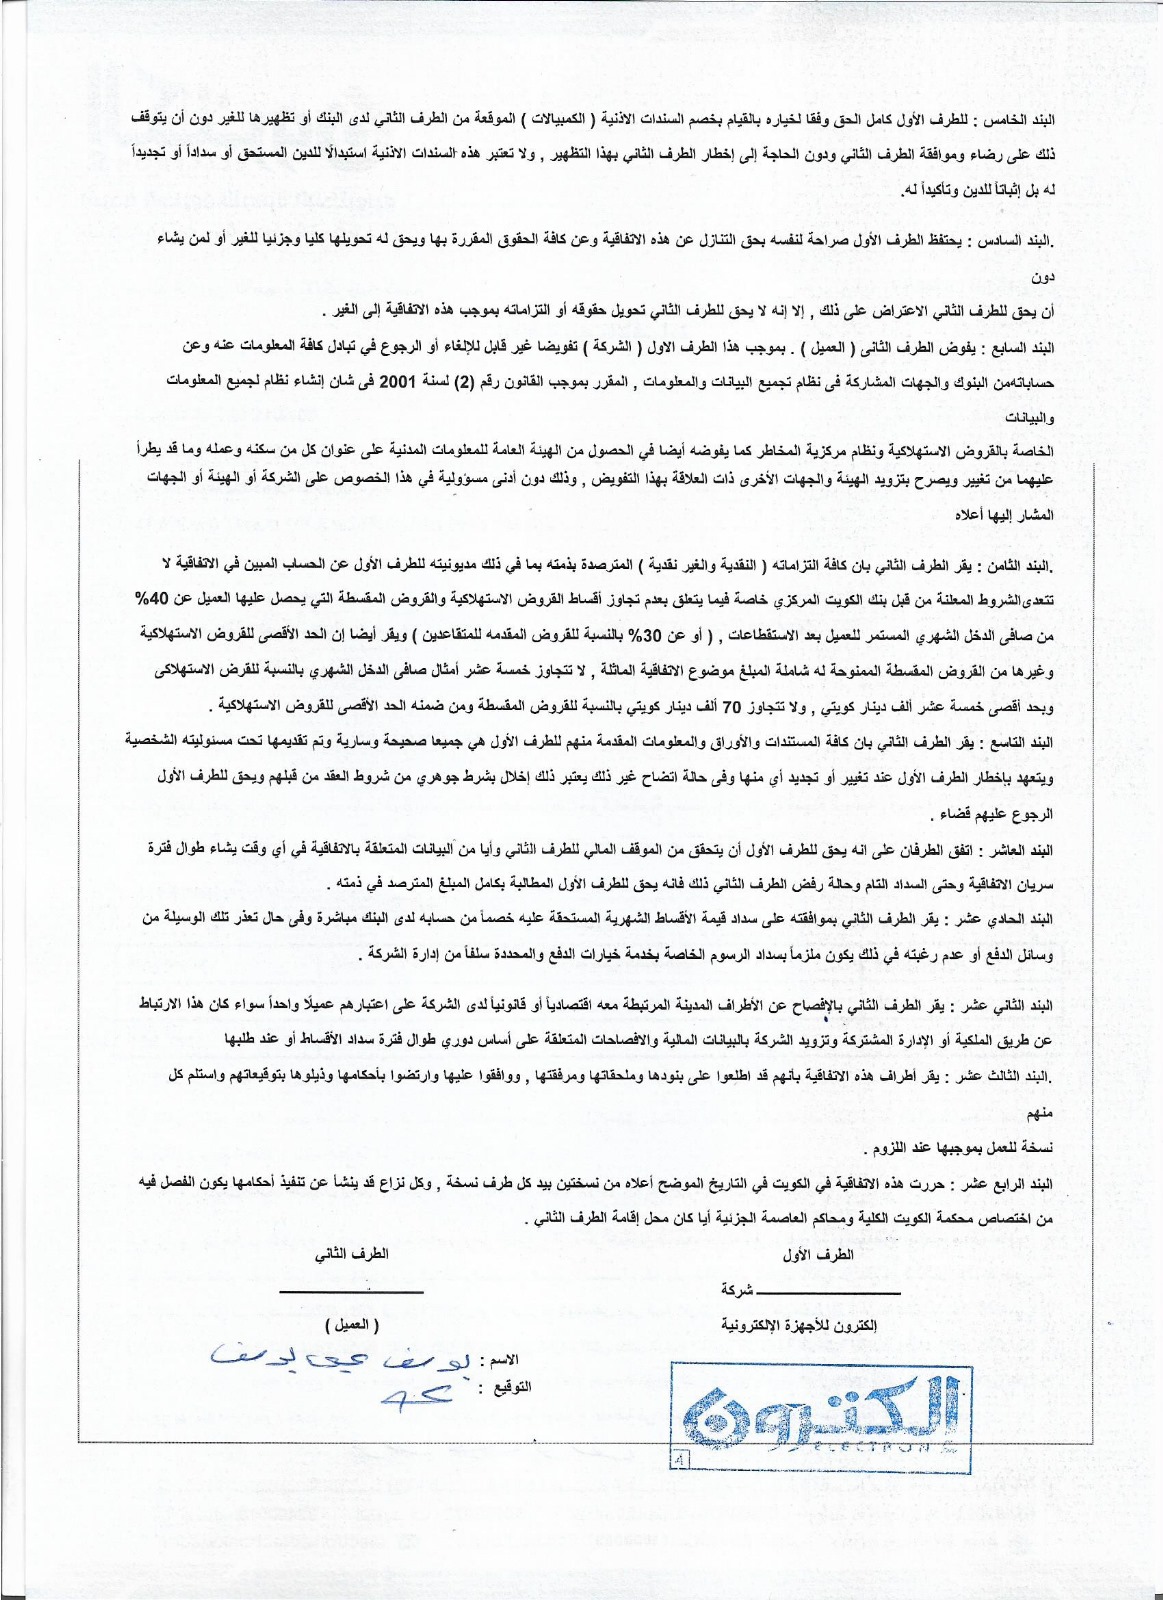 البند الخامس : للطرف الأول كامل الحق وفقا لخياره بالقيام بخصم السندات الاذنية ( الكمبيالات ) الموقعة من الطرف الثاني لدى البنك أو تظهيرها للغير دون أن يتوقف
ذلك على رضاء وموافقة الطرف الثاني ودون الحاجة إلى إخطار الطرف الثاني بهذا التظهير , ولا تعتبر هذه السندات الاذنية استبدالًا للدين المستحق أو سداداً أو تجديداً
له بل إثباتاً للدين وتأكيداً له.
.البند السادس : يحتفظ الطرف الأول صراحة لنفسه بحق التنازل عن هذه الاتفاقية وعن كافة الحقوق المقررة بها ويحق له تحويلها كليا وجزئيا للغير أو لمن يشاء
دون
أن يحق للطرف الثاني الاعتراض على ذلك , إلا إنه لا يحق للطرف الثاني تحويل حقوقه أو التزاماته بموجب هذه الاتفاقية إلى الغير .
البند السابع : يفوض الطرف الثانى ( العميل ) . بموجب هذا الطرف الاول ( الشركة ) تفويضا غير قابل للإلغاء أو الرجوع في تبادل كافة المعلومات عنه وعن
حساباتهمن البنوك والجهات المشاركة فى نظام تجميع البيانات والمعلومات , المقرر بموجب القانون رقم (2) لسنة 2001 فى شان إنشاء نظام لجميع المعلومات
والبيانات
الخاصة بالقروض الاستهلاكية ونظام مركزية المخاطر كما يفوضه أيضا في الحصول من الهيئة العامة للمعلومات المدنية على عنوان كل من سكنه وعمله وما قد يطرأ
عليهما من تغيير ويصرح بتزويد الهيئة والجهات الأخرى ذات العلاقة بهذا التفويض , وذلك دون أدنى مسؤولية في هذا الخصوص على الشركة أو الهيئة أو الجهات
المشار إليها أعلاه
.البند الثامن : يقر الطرف الثاني بان كافة التزاماته ( النقدية والغير نقدية ) المترصدة بذمته بما في ذلك مديونيته للطرف الأول عن الحساب المبين في الاتفاقية لا
تتعدى الشروط المعلنة من قبل بنك الكويت المركزي خاصة فيما يتعلق بعدم تجاوز أقساط القروض الاستهلاكية والقروض المقسطة التي يحصل عليها العميل عن 40%
من صافى الدخل الشهري المستمر للعميل بعد الاستقطاعات , ( أو عن 30% بالنسبة للقروض المقدمه للمتقاعدين ) ويقر أيضا إن الحد الأقصى للقروض الاستهلاكية
وغيرها من القروض المقسطة الممنوحة له شاملة المبلغ موضوع الاتفاقية الماثلة , لا تتجاوز خمسة عشر أمثال صافى الدخل الشهري بالنسبة للقرض الاستهلاكى
وبحد أقصى خمسة عشر ألف دينار كويتي , ولا تتجاوز 70 ألف دينار كويتي بالنسبة للقروض المقسطة ومن ضمنه الحد الأقصى للقروض الاستهلاكية .
البند التاسع : يقر الطرف الثاني بان كافة المستندات والأوراق والمعلومات المقدمة منهم للطرف الأول هي جميعا صحيحة وسارية وتم تقديمها تحت مسئوليته الشخصية
ويتعهد بإخطار الطرف الأول عند تغيير أو تجديد أي منها وفى حالة اتضاح غير ذلك يعتبر ذلك إخلال بشرط جوهري من شروط العقد من قبلهم ويحق للطرف الأول
الرجوع عليهم قضاء .
البند العاشر : اتفق الطرفان على انه يحق للطرف الأول أن يتحقق من الموقف المالي للطرف الثاني وأيا من البيانات المتعلقة بالاتفاقية في أي وقت يشاء طوال فترة
سريان الاتفاقية وحتى السداد التام وحالة رفض الطرف الثاني ذلك فانه يحق للطرف الأول المطالبة بكامل المبلغ المترصد في ذمته .
البند الحادي عشر : يقر الطرف الثاني بموافقته على سداد قيمة الأقساط الشهرية المستحقة عليه خصماً من حسابه لدى البنك مباشرة وفى حال تعذر تلك الوسيلة من
وسائل الدفع أو عدم رغبته في ذلك يكون ملزماً بسداد الرسوم الخاصة بخدمة خيارات الدفع والمحددة سلفاً من إدارة الشركة .
البند الثاني عشر : يقر الطرف الثاني بالإفصاح عن الأطراف المدينة المرتبطة معه اقتصادياً أو قانونياً لدى الشركة على اعتبارهم عميلًا واحداً سواء كان هذا الارتباط
عن طريق الملكية أو الإدارة المشتركة وتزويد الشركة بالبيانات المالية والافصاحات المتعلقة على أساس دوري طوال فترة سداد الأقساط أو عند طلبها
.البند الثالث عشر : يقر أطراف هذه الاتفاقية بأنهم قد اطلعوا على بنودها وملحقاتها ومرفقتها , ووافقوا عليها وارتضوا بأحكامها وذيلوها بتوقيعاتهم واستلم كل
منهم
نسخة للعمل بموجبها عند اللزوم .
البند الرابع عشر : حررت هذه الاتفاقية في الكويت في التاريخ الموضح أعلاه من نسختين بيد كل طرف نسخة , وكل نزاع قد ينشأ عن تنفيذ أحكامها يكون الفصل فيه
من اختصاص محكمة الكويت الكلية ومحاكم العاصمة الجزئية أيا كان محل إقامة الطرف الثاني .
الطرف الأول الطرف الثاني
شركة
إلكترون للأجهزة الإلكترونية ( العميل )
الاسم : يوسف يوسف
التوقيع :
الكترون
ELECTRON
4